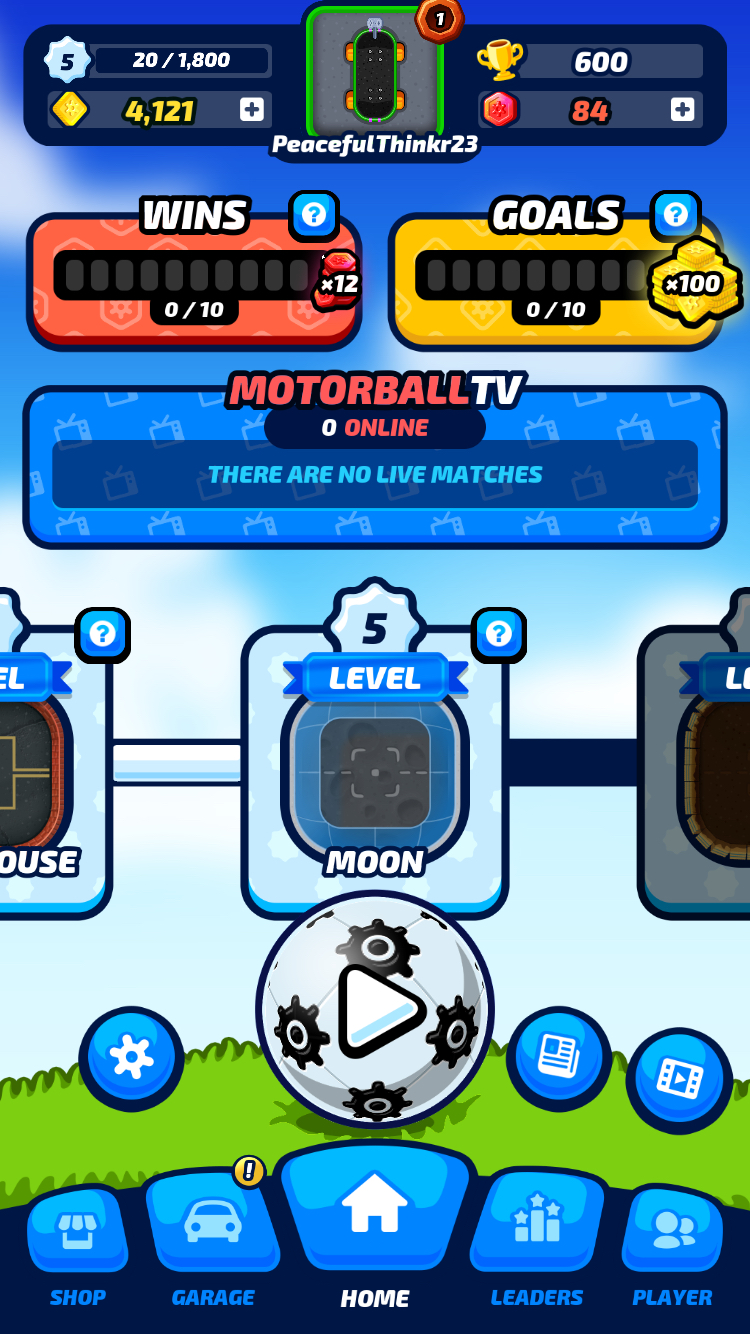 5
20 / 1,800
1
600
4,121
84
PeacefulThinkr23
WINS
?
GOALS
?
×12
×100
0 / 10
0 / 10
MOTORBALLTV
0 ONLINE
THERE ARE NO LIVE MATCHES
5
?
?
EL
LEVEL
LE
OUSE
MOON
!
SHOP
GARAGE
HOME
LEADERS
PLAYER